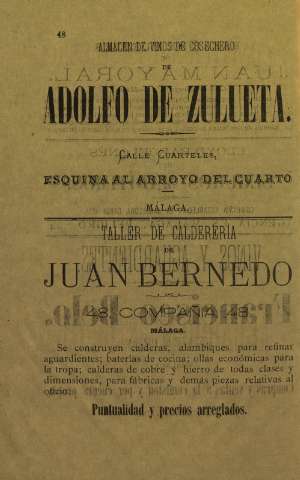 48
ALMACEN DE VINOS DE COSECHERO
DE
ADOLFO DE ZULUETA.
CALLE CUARTELES,
ESQUINA AL ARROYO DEL CUARTO
MÁLAGA.
TALLER DE CALDERERÍA
DE
JUAN BERNEDO
48, COMPAÑIA, 48.
MÁLAGA.
Se construyen calderas, alambiques para refinar
aguardientes; baterías de cocina; ollas económicas para
la tropa; calderas de cobre y hierro de todas clases y
dimensiones, para fábricas y demás piezas relativas al
oficio.
Puntualidad y precios arreglados.